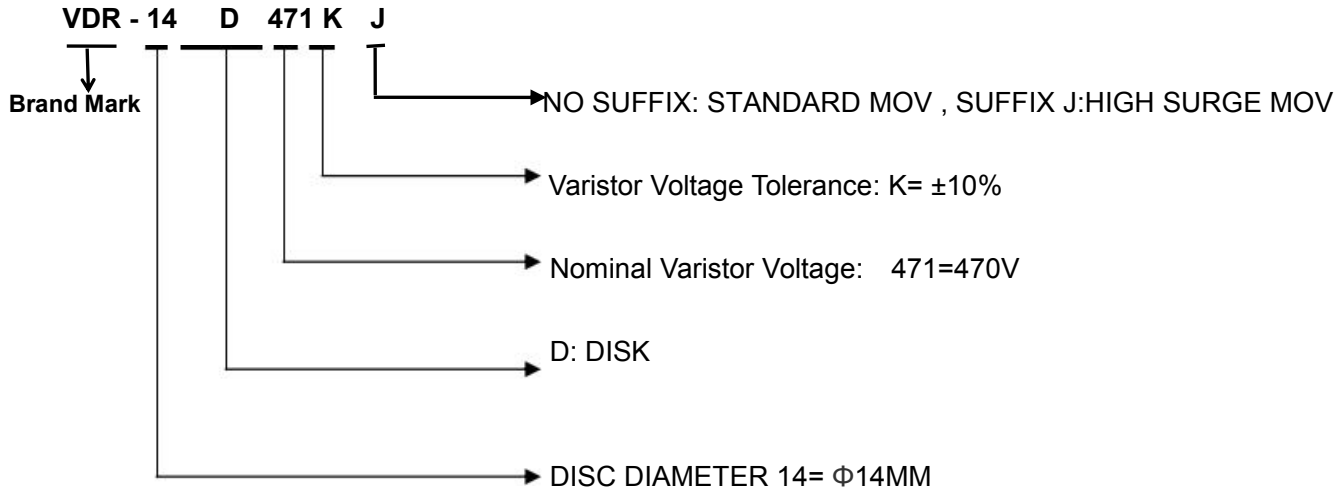 VDR - 14 D 471 K J
Brand Mark
NO SUFFIX: STANDARD MOV , SUFFIX J:HIGH SURGE MOV
Varistor Voltage Tolerance: K= ±10%
Nominal Varistor Voltage: 471=470V
D: DISK
DISC DIAMETER 14= Φ14MM